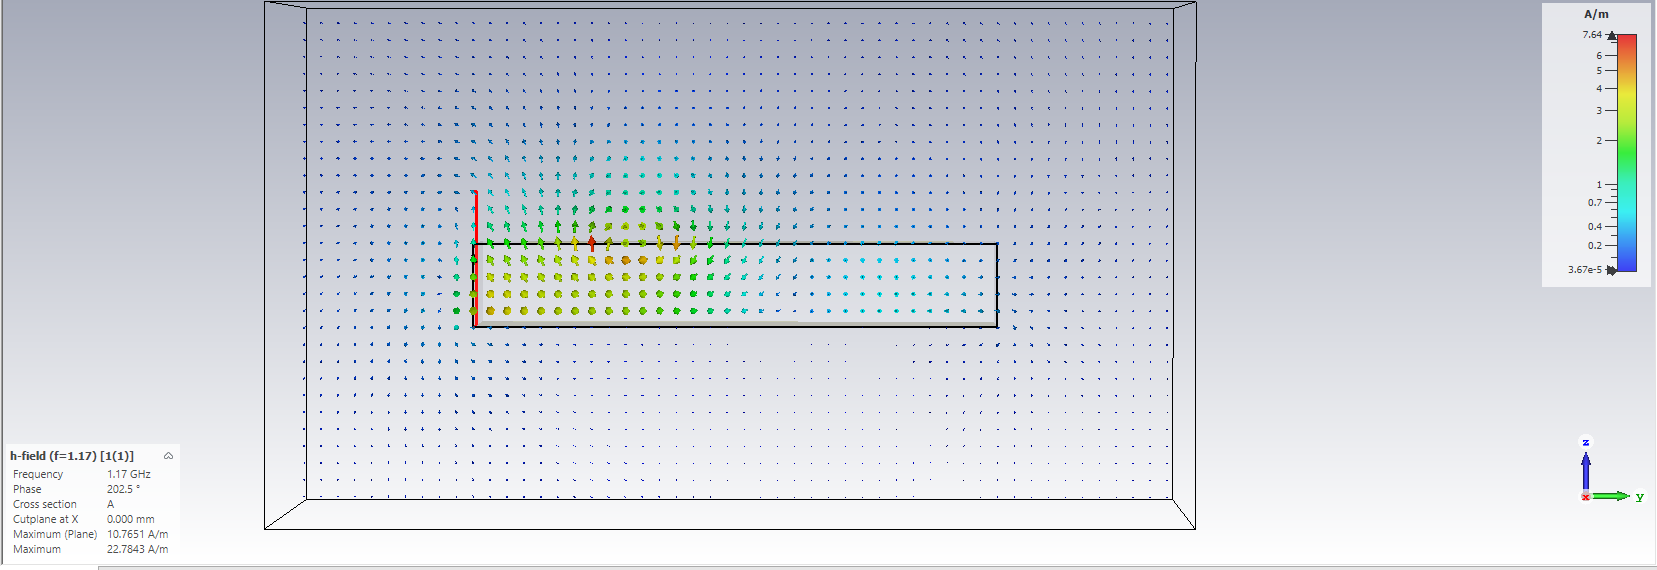 A/m
7.64
6
5
4
3
2
1
0.7
0.4
0.2
3.67e-5
h-field (f=1.17) [1(1)]
Frequency 1.17 GHz
Phase 202.5 °
Cross section A
Cutplane at X 0.000 mm
Maximum (Plane) 10.7651 A/m
Maximum 22.7843 A/m
z
y
x